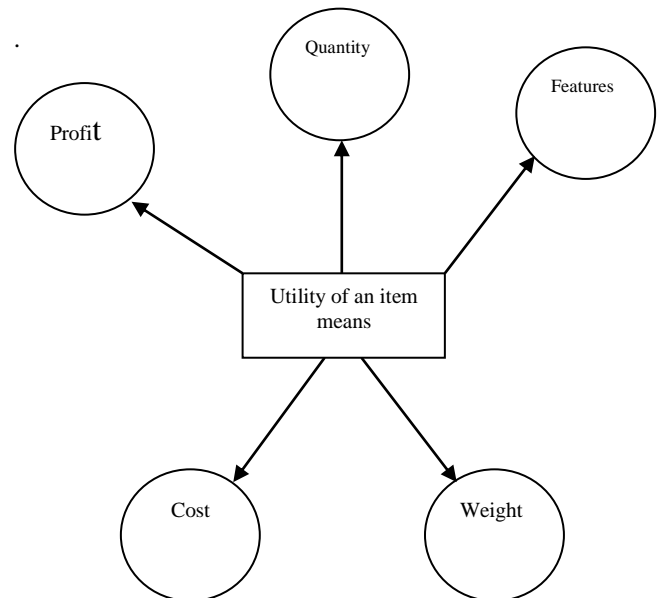 .
Quantity
Features
Profit
Utility of an item
means
Cost
Weight